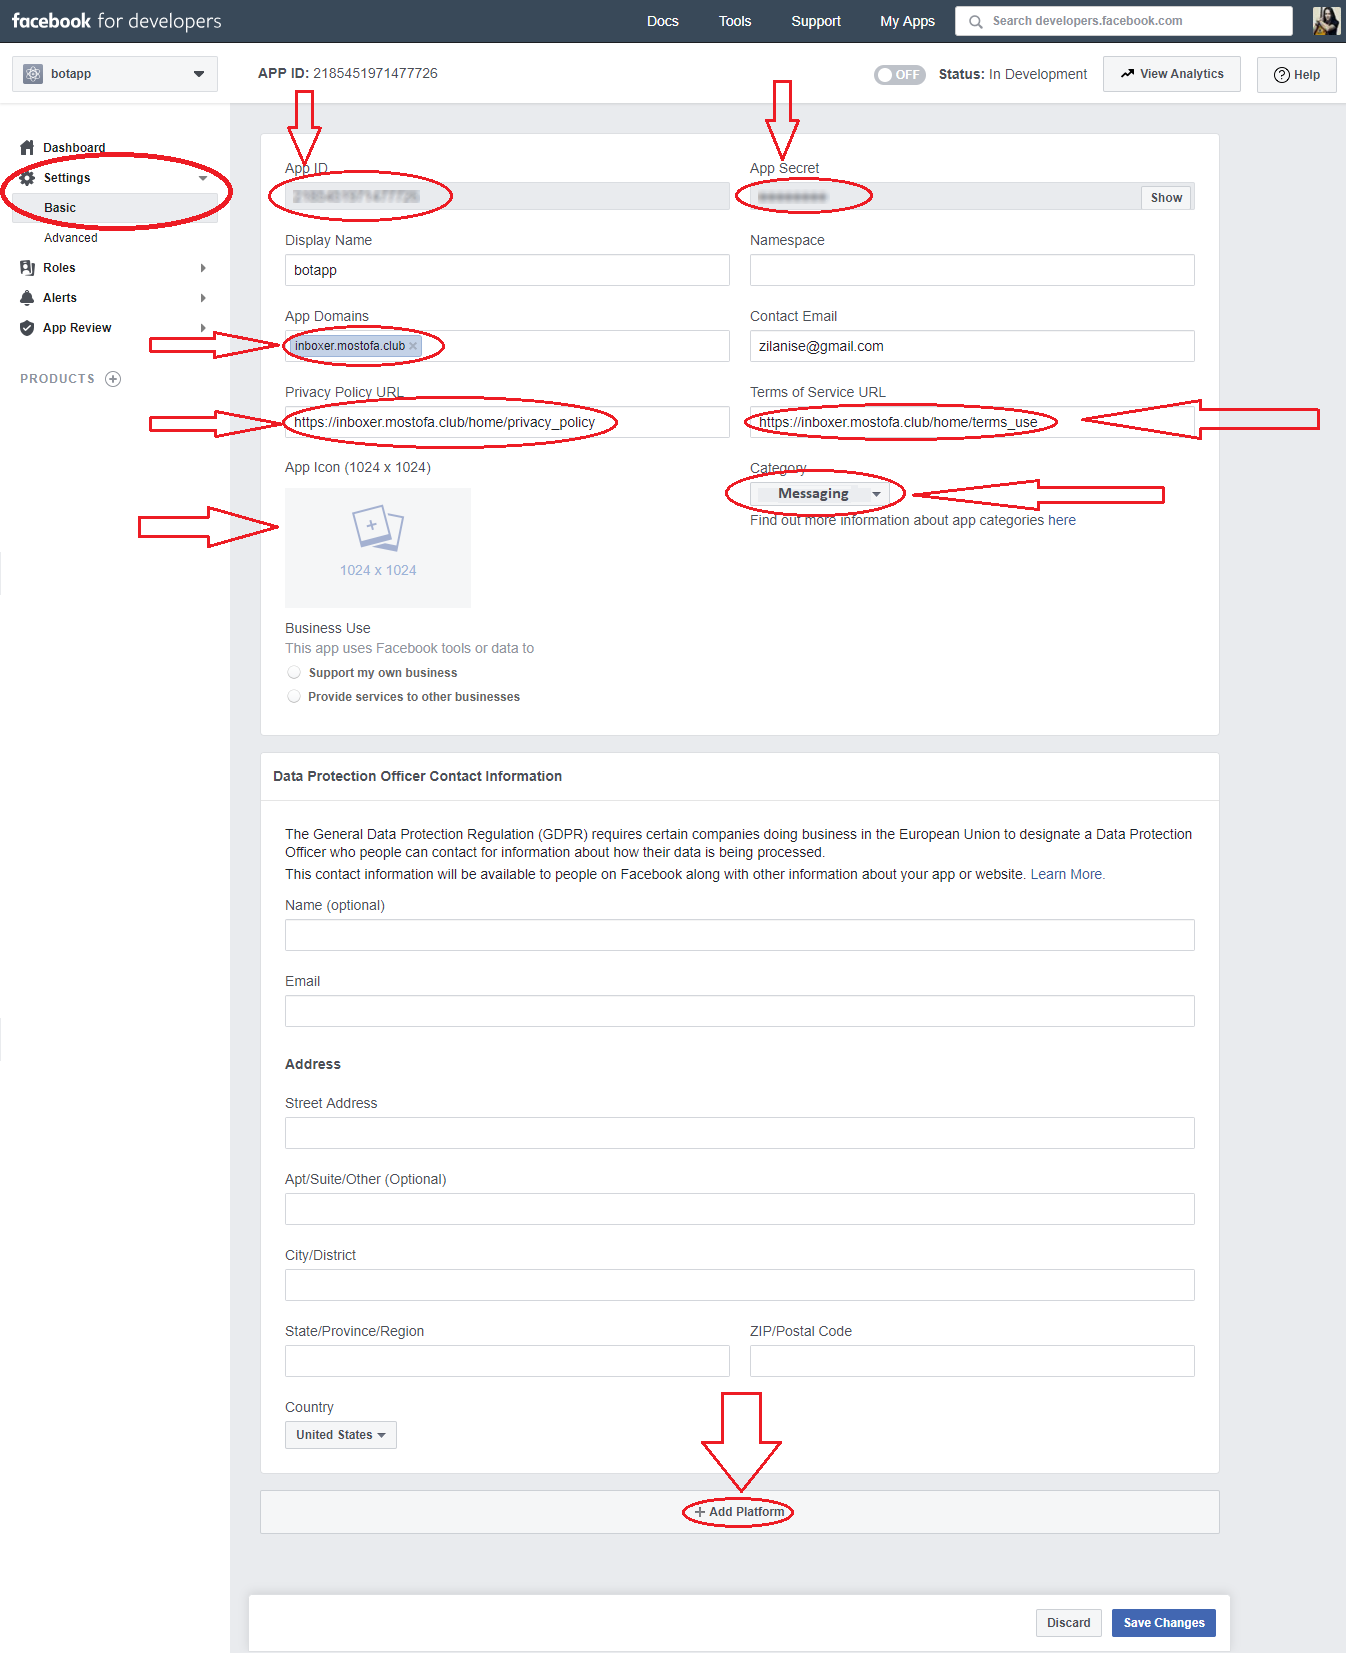 facebook for developers
Docs
Tools
Support
My Apps
Search developers.facebook.com
botapp
APP ID: 2185451971477726
OFF
Status: In Development
View Analytics
Help
Dashboard
Settings
Basic
Advanced
Roles
Alerts
App Review
PRODUCTS
App ID
App Secret
2185451971477726
Show
Display Name
Namespace
botapp
App Domains
Contact Email
inboxer.mostofa.club
zilanise@gmail.com
Privacy Policy URL
Terms of Service URL
https://inboxer.mostofa.club/home/privacy_policy
https://inboxer.mostofa.club/home/terms_use
App Icon (1024 x 1024)
Category
Messaging
Find out more information about app categories here
1024 x 1024
Business Use
This app uses Facebook tools or data to
Support my own business
Provide services to other businesses
Data Protection Officer Contact Information
The General Data Protection Regulation (GDPR) requires certain companies doing business in the European Union to designate a Data Protection
Officer who people can contact for information about how their data is being processed.
This contact information will be available to people on Facebook along with other information about your app or website. Learn More.
Name (optional)
Email
Address
Street Address
Apt/Suite/Other (Optional)
City/District
State/Province/Region
ZIP/Postal Code
Country
United States
+ Add Platform
Discard
Save Changes